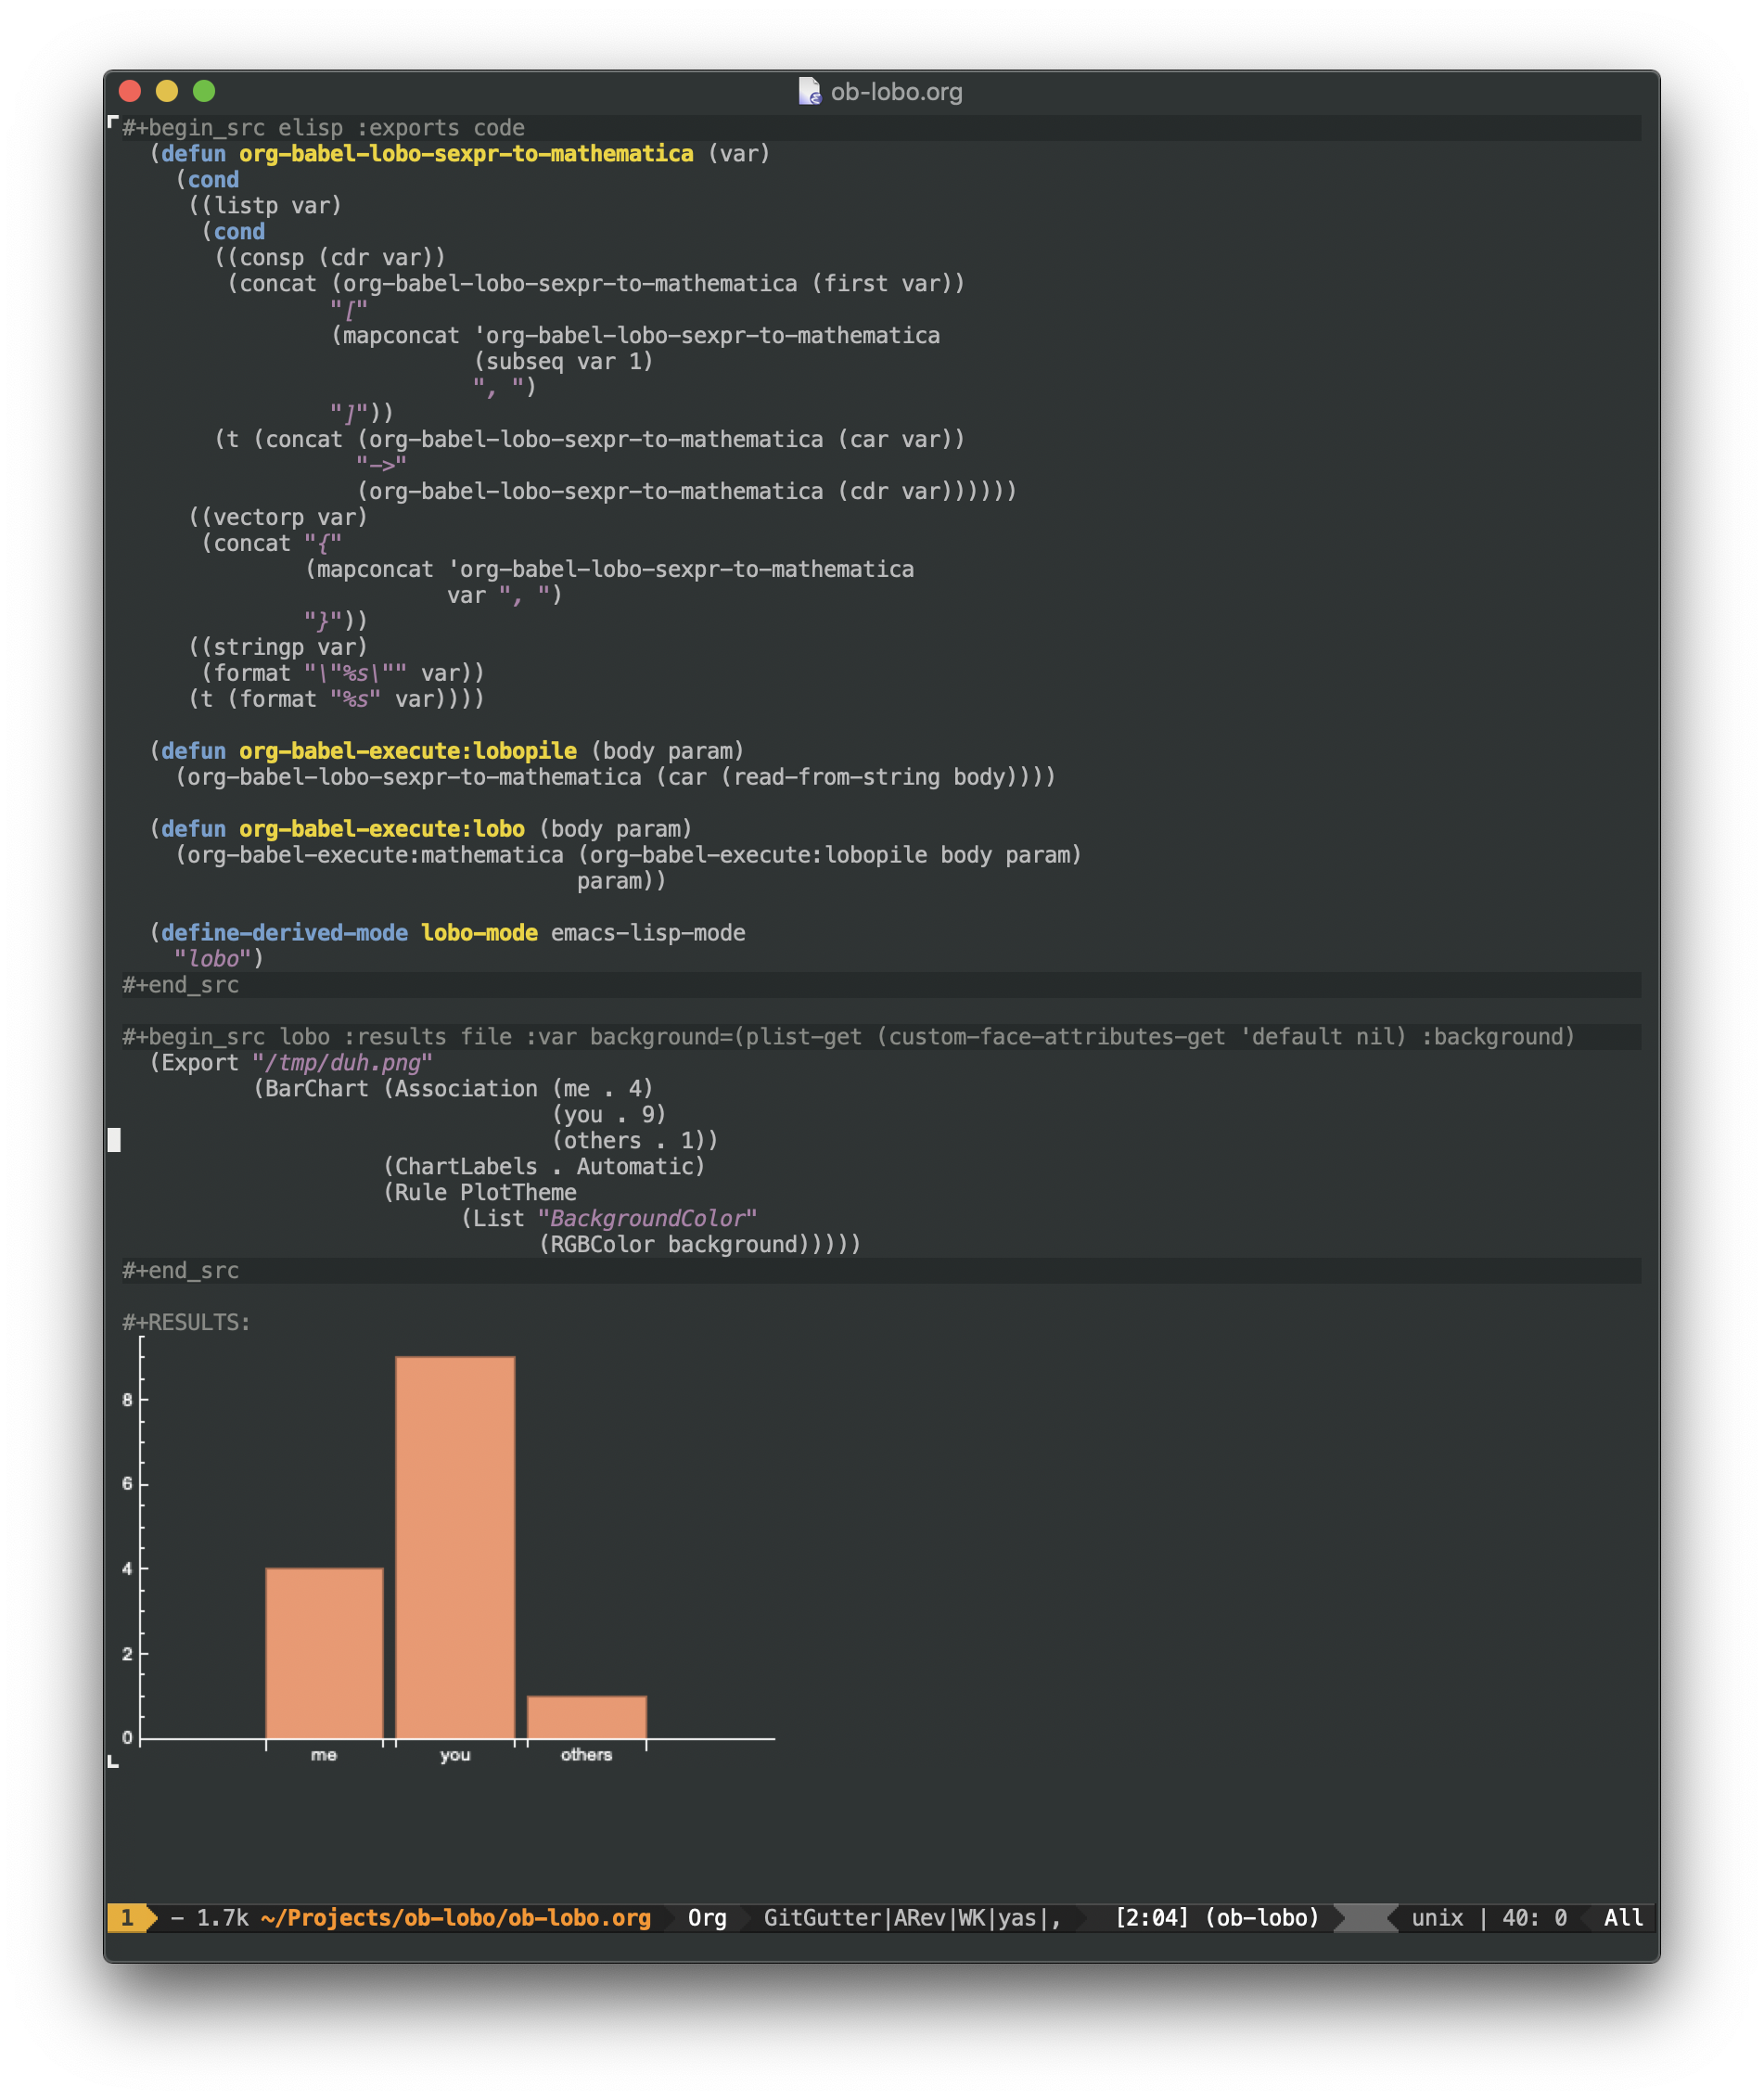 ob-lobo.org
#+begin_src elisp :exports code
  (defun org-babel-lobo-sexpr-to-mathematica (var)
    (cond
     ((listp var)
      (cond
       ((consp (cdr var))
        (concat (org-babel-lobo-sexpr-to-mathematica (first var))
                "["
                (mapconcat 'org-babel-lobo-sexpr-to-mathematica
                           (subseq var 1)
                           ", ")
                "]"))
       (t (concat (org-babel-lobo-sexpr-to-mathematica (car var))
                  "->"
                  (org-babel-lobo-sexpr-to-mathematica (cdr var))))))
     ((vectorp var)
      (concat "{"
              (mapconcat 'org-babel-lobo-sexpr-to-mathematica
                         var ", ")
              "}"))
     ((stringp var)
      (format "\"%s\"" var))
     (t (format "%s" var))))

  (defun org-babel-execute:lobopile (body param)
    (org-babel-lobo-sexpr-to-mathematica (car (read-from-string body))))

  (defun org-babel-execute:lobo (body param)
    (org-babel-execute:mathematica (org-babel-execute:lobopile body param)
                                   param))

  (define-derived-mode lobo-mode emacs-lisp-mode
    "lobo")
#+end_src

#+begin_src lobo :results file :var background=(plist-get (custom-face-attributes-get 'default nil) :background)
  (Export "/tmp/duh.png"
          (BarChart (Association (me . 4)
                                 (you . 9)
                                 (others . 1))
                    (ChartLabels . Automatic)
                    (Rule PlotTheme
                          (List "BackgroundColor"
                                (RGBColor background)))))
#+end_src

#+RESULTS:
8
6
4
2
0
me you others
1 - 1.7k ~/Projects/ob-lobo/ob-lobo.org Org GitGutter|ARev|WK|yas|, [2:04] (ob-lobo) unix | 40: 0 All